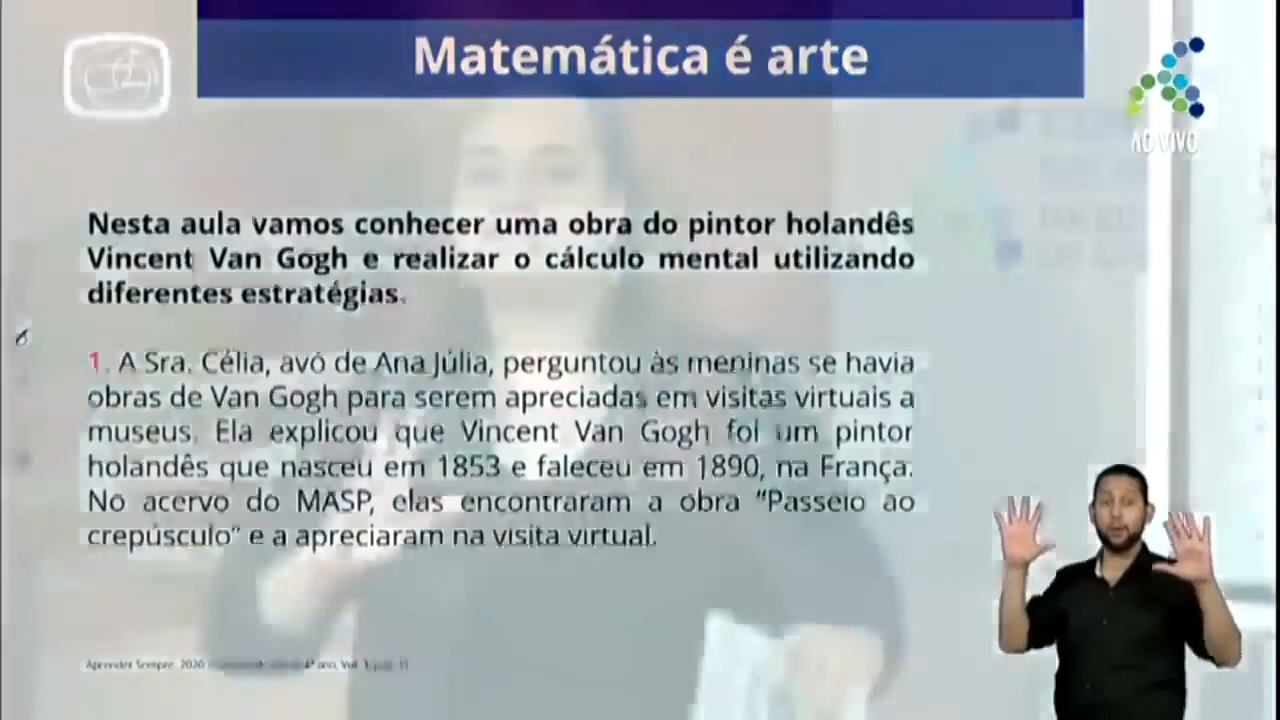 Matemática é arte
AO VIVO
Nesta aula vamos conhecer uma obra do pintor holandês
Vincent Van Gogh e realizar o cálculo mental utilizando
diferentes estratégias.
1. A Sra. Célia, avó de Ana Júlia, perguntou às meninas se havia
obras de Van Gogh para serem apreciadas em visitas virtuais a
museus. Ela explicou que Vincent Van Gogh foi um pintor
holandês que nasceu em 1853 e faleceu em 1890, na França.
No acervo do MASP, elas encontraram a obra “Passeio ao
crepúsculo” e a apreciaram na visita virtual.
Aprender Sempre, 2020